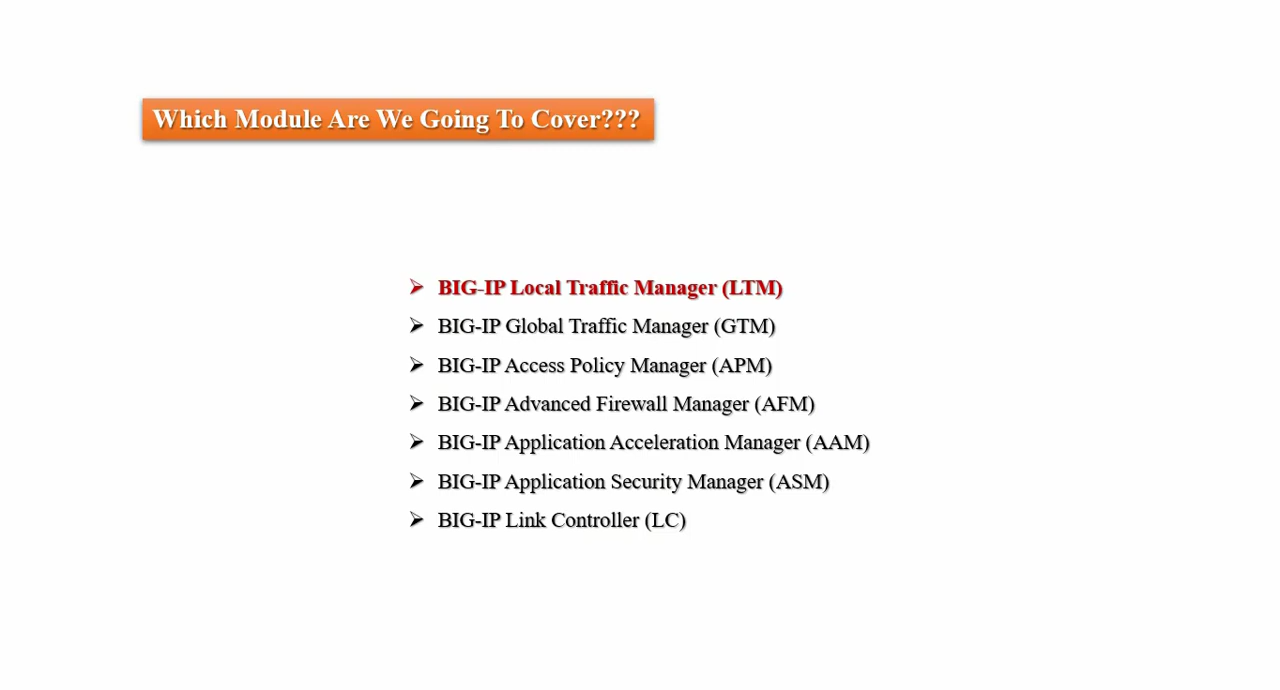 Which Module Are We Going To Cover???
➢ BIG-IP Local Traffic Manager (LTM)
➢ BIG-IP Global Traffic Manager (GTM)
➢ BIG-IP Access Policy Manager (APM)
➢ BIG-IP Advanced Firewall Manager (AFM)
➢ BIG-IP Application Acceleration Manager (AAM)
➢ BIG-IP Application Security Manager (ASM)
➢ BIG-IP Link Controller (LC)